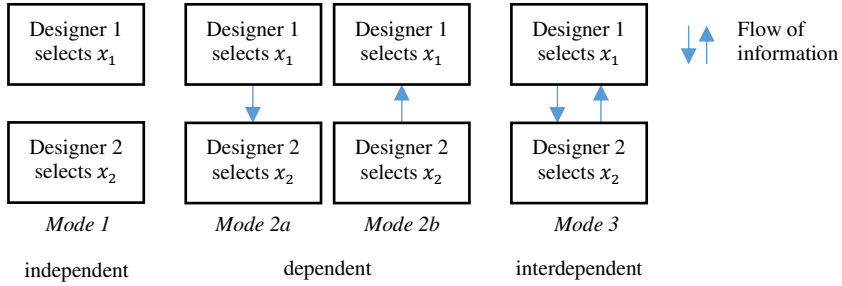 Designer 1
selects x₁
Designer 1
selects x₁
Designer 1
selects x₁
Designer 1
selects x₁
Flow of
information
Designer 2
selects x₂
Designer 2
selects x₂
Designer 2
selects x₂
Designer 2
selects x₂
Mode 1
Mode 2a
Mode 2b
Mode 3
independent
dependent
interdependent